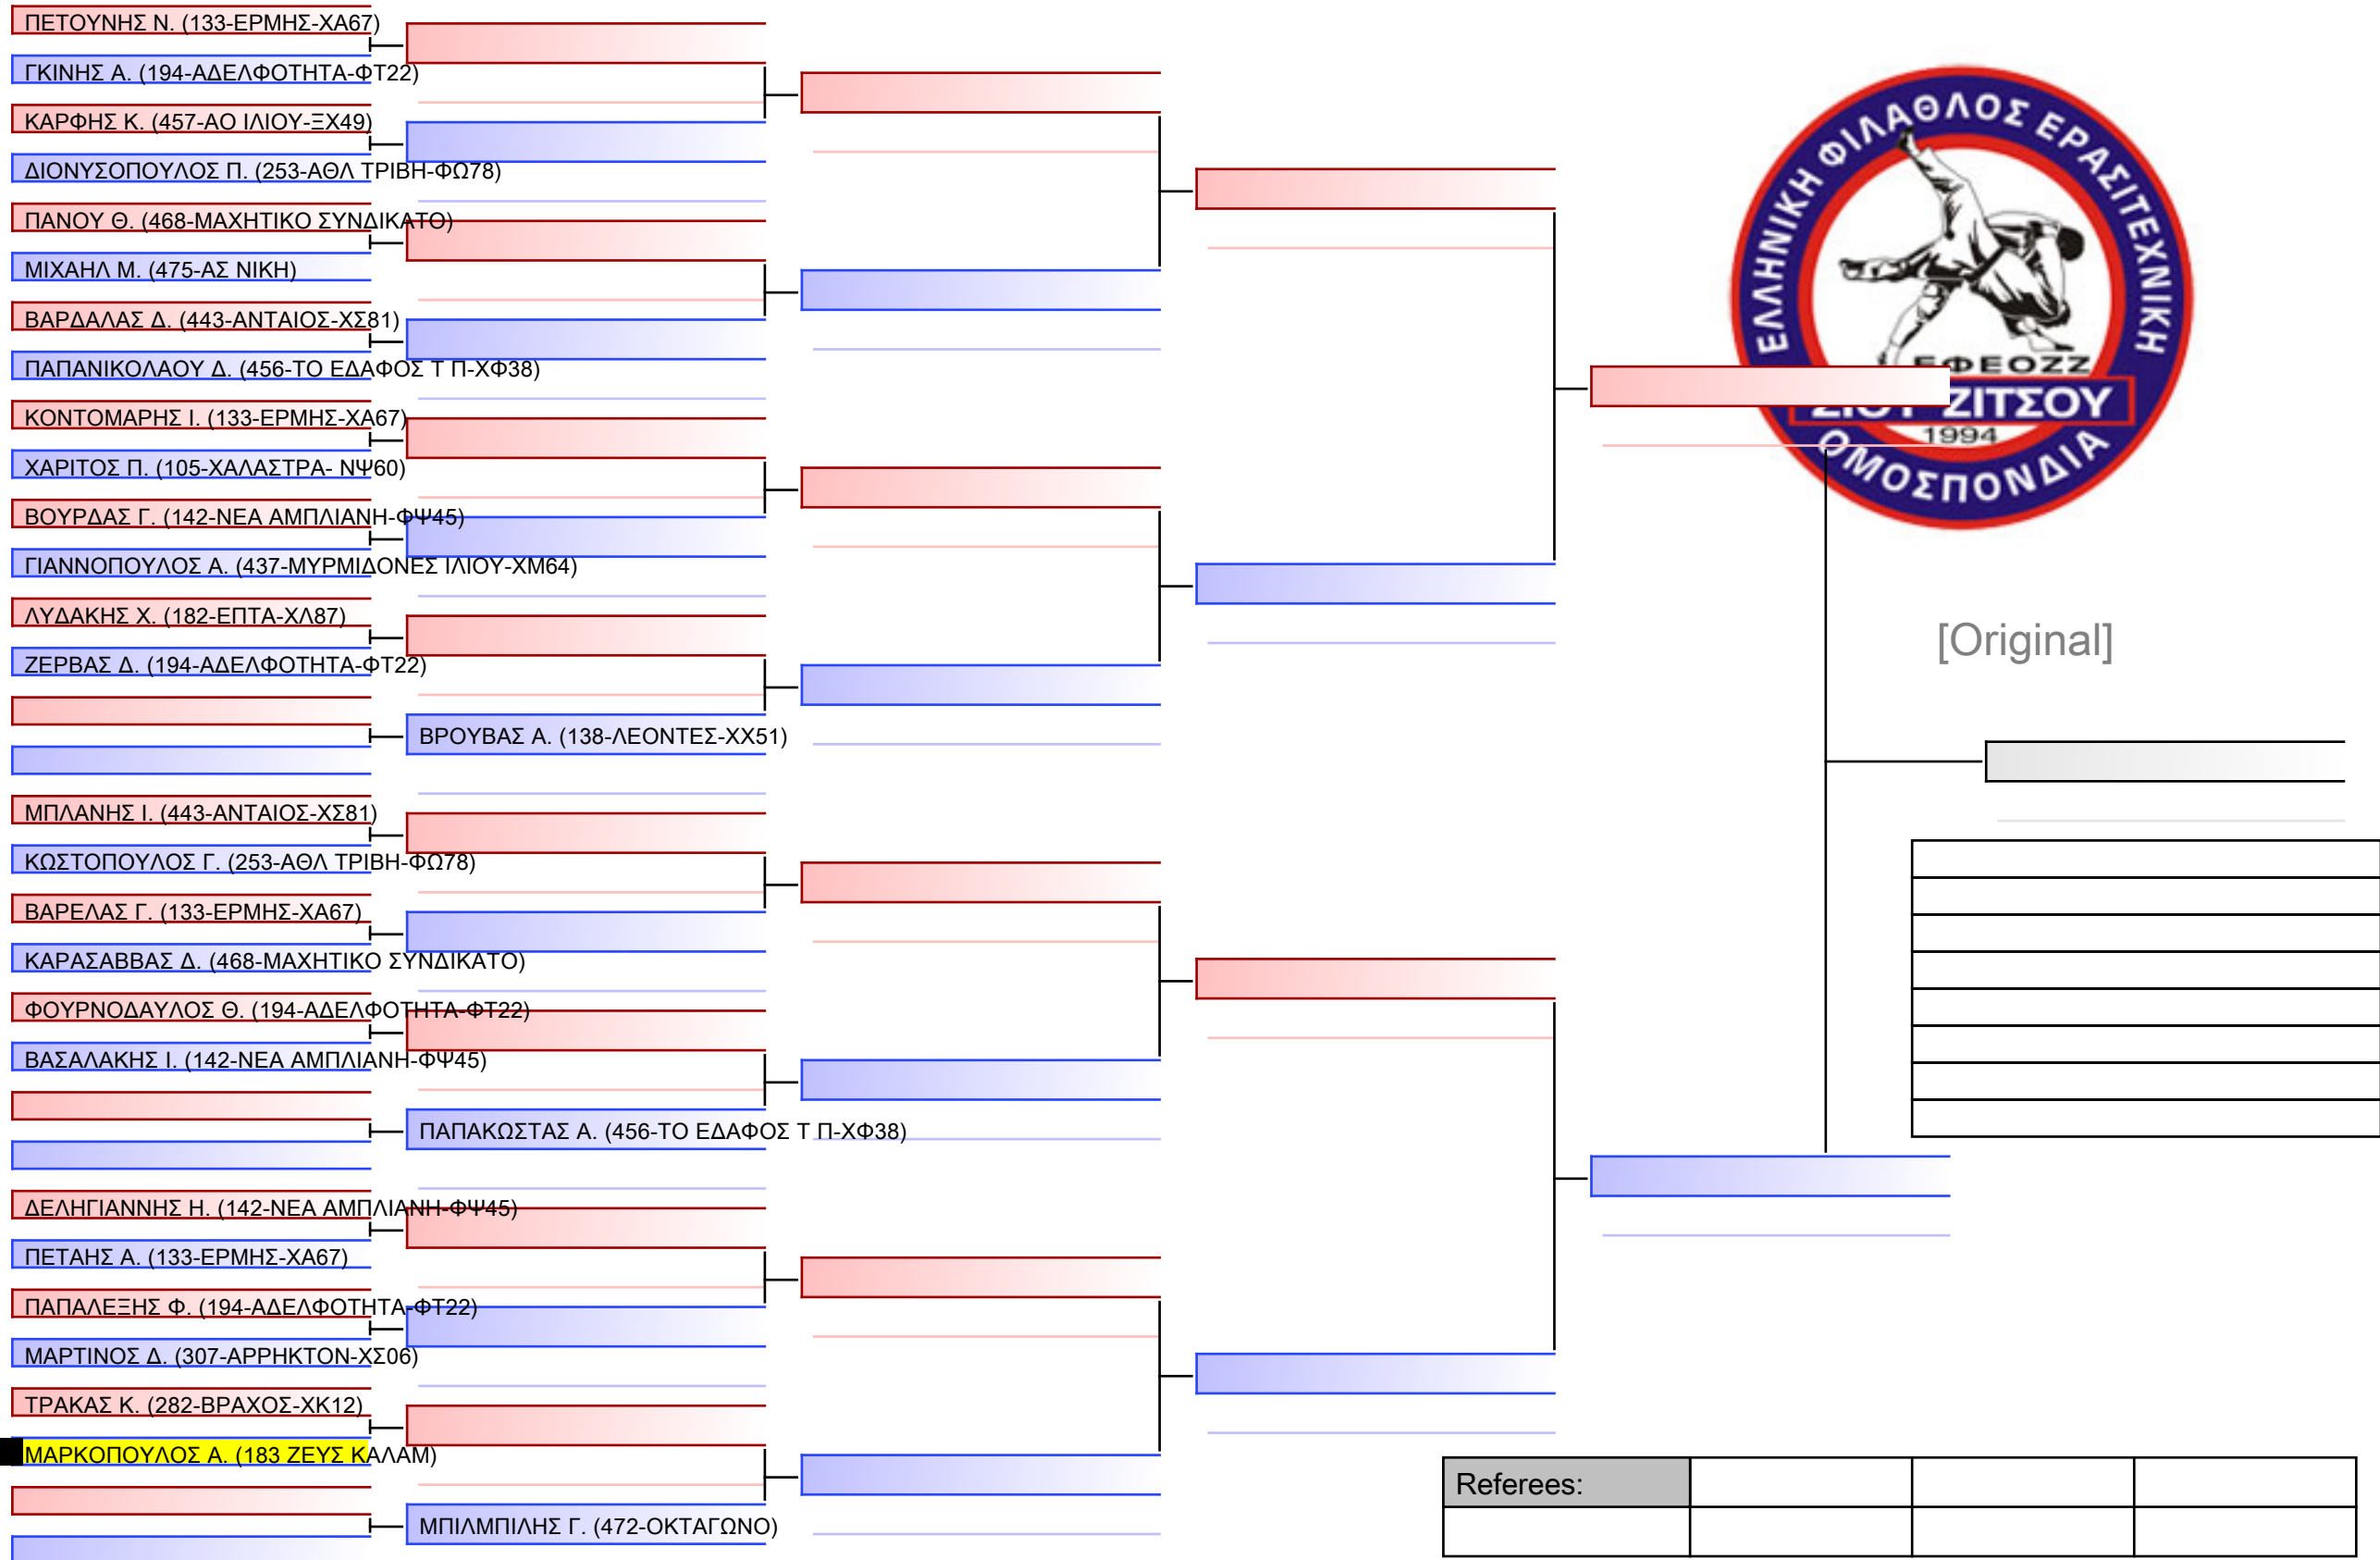 ΠΕΤΟΥΝΗΣ Ν. (133-ΕΡΜΗΣ-ΧΑ67)
ΓΚΙΝΗΣ Α. (194-ΑΔΕΛΦΟΤΗΤΑ-ΦΤ22)
ΚΑΡΦΗΣ Κ. (457-ΑΟ ΙΛΙΟΥ-ΞΧ49)
ΔΙΟΝΥΣΟΠΟΥΛΟΣ Π. (253-ΑΘΛ ΤΡΙΒΗ-ΦΩ78)
ΠΑΝΟΥ Θ. (468-ΜΑΧΗΤΙΚΟ ΣΥΝΔΙΚΑΤΟ)
ΜΙΧΑΗΛ Μ. (475-ΑΣ ΝΙΚΗ)
ΒΑΡΔΑΛΑΣ Δ. (443-ΑΝΤΑΙΟΣ-ΧΣ81)
ΠΑΠΑΝΙΚΟΛΑΟΥ Δ. (456-ΤΟ ΕΔΑΦΟΣ Τ Π-ΧΦ38)
ΚΟΝΤΟΜΑΡΗΣ Ι. (133-ΕΡΜΗΣ-ΧΑ67)
ΧΑΡΙΤΟΣ Π. (105-ΧΑΛΑΣΤΡΑ- ΝΨ60)
ΒΟΥΡΔΑΣ Γ. (142-ΝΕΑ ΑΜΠΛΙΑΝΗ-ΦΨ45)
ΓΙΑΝΝΟΠΟΥΛΟΣ Α. (437-ΜΥΡΜΙΔΟΝΕΣ ΙΛΙΟΥ-ΧΜ64)
ΛΥΔΑΚΗΣ Χ. (182-ΕΠΤΑ-ΧΛ87)
ΖΕΡΒΑΣ Δ. (194-ΑΔΕΛΦΟΤΗΤΑ-ΦΤ22)
ΒΡΟΥΒΑΣ Α. (138-ΛΕΟΝΤΕΣ-ΧΧ51)
ΜΠΛΑΝΗΣ Ι. (443-ΑΝΤΑΙΟΣ-ΧΣ81)
ΚΩΣΤΟΠΟΥΛΟΣ Γ. (253-ΑΘΛ ΤΡΙΒΗ-ΦΩ78)
ΒΑΡΕΛΑΣ Γ. (133-ΕΡΜΗΣ-ΧΑ67)
ΚΑΡΑΣΑΒΒΑΣ Δ. (468-ΜΑΧΗΤΙΚΟ ΣΥΝΔΙΚΑΤΟ)
ΦΟΥΡΝΟΔΑΥΛΟΣ Θ. (194-ΑΔΕΛΦΟΤΗΤΑ-ΦΤ22)
ΒΑΣΑΛΑΚΗΣ Ι. (142-ΝΕΑ ΑΜΠΛΙΑΝΗ-ΦΨ45)
ΠΑΠΑΚΩΣΤΑΣ Α. (456-ΤΟ ΕΔΑΦΟΣ Τ Π-ΧΦ38)
ΔΕΛΗΓΙΑΝΝΗΣ Η. (142-ΝΕΑ ΑΜΠΛΙΑΝΗ-ΦΨ45)
ΠΕΤΑΗΣ Α. (133-ΕΡΜΗΣ-ΧΑ67)
ΠΑΠΑΛΕΞΗΣ Φ. (194-ΑΔΕΛΦΟΤΗΤΑ-ΦΤ22)
ΜΑΡΤΙΝΟΣ Δ. (307-ΑΡΡΗΚΤΟΝ-ΧΣ06)
ΤΡΑΚΑΣ Κ. (282-ΒΡΑΧΟΣ-ΧΚ12)
ΜΑΡΚΟΠΟΥΛΟΣ Α. (183 ΖΕΥΣ ΚΑΛΑΜ)
ΜΠΙΛΜΠΙΛΗΣ Γ. (472-ΟΚΤΑΓΩΝΟ)
ΕΛΛΗΝΙΚΗ ΦΙΛΑΘΛΟΣ ΕΡΑΣΙΤΕΧΝΙΚΗ
ΕΦΕΟΖΖ
ΖΙΟΥ ΖΙΤΣΟΥ
1994
ΟΜΟΣΠΟΝΔΙΑ
[Original]
Referees: